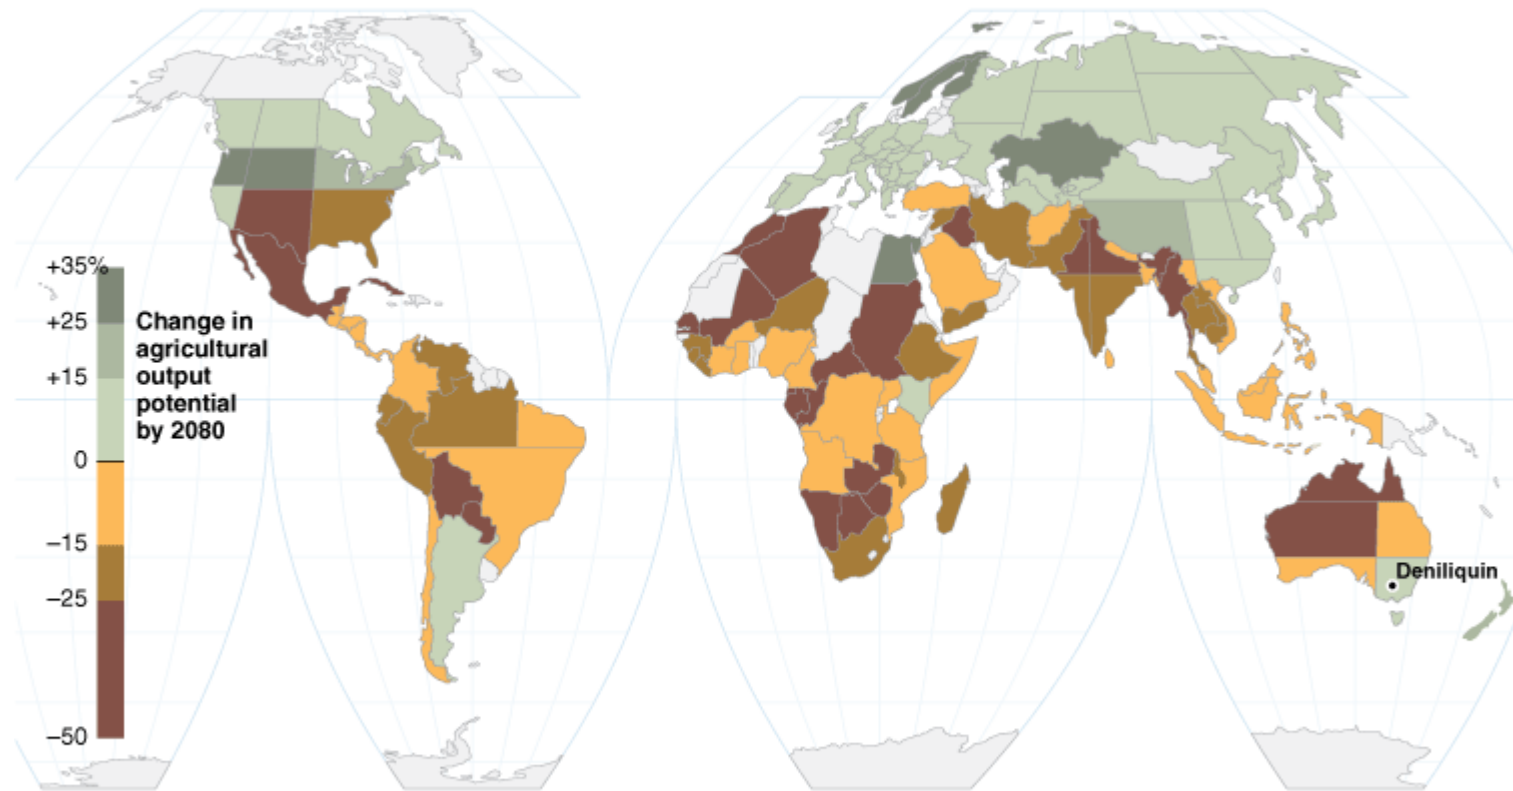 +35%
+25
+15
0
–15
–25
–50
Change in
agricultural
output
potential
by 2080
Deniliquin